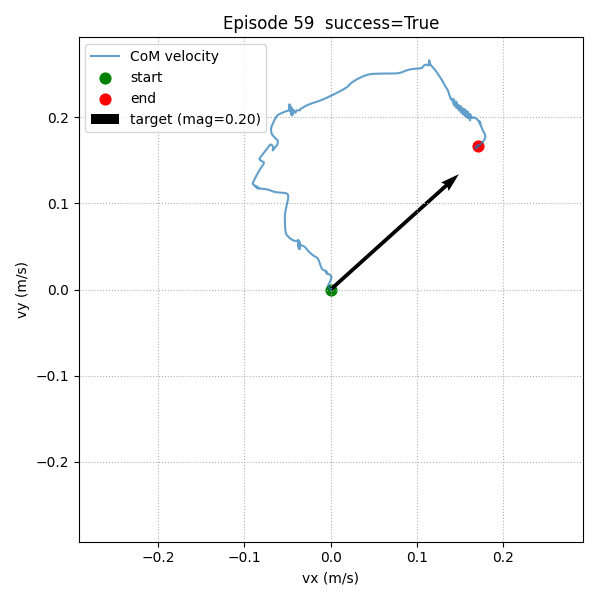 Episode 59  success=True
CoM velocity
start
end
target (mag=0.20)
vy (m/s)
0.2
0.1
0.0
−0.1
−0.2
−0.2
−0.1
0.0
0.1
0.2
vx (m/s)